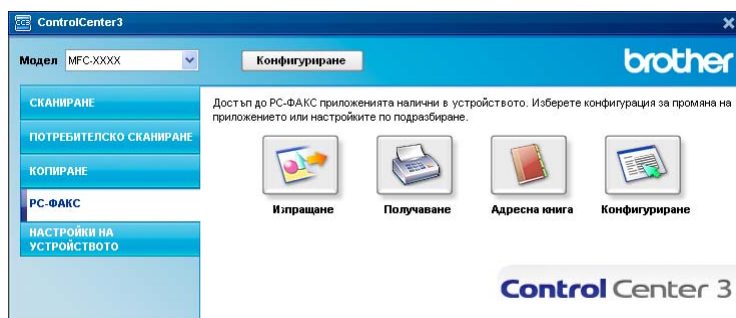 ControlCenter3
Модел MFC-XXXX Конфигуриране
brother
СКАНИРАНЕ
ПОТРЕБИТЕЛСКО СКАНИРАНЕ
КОПИРАНЕ
PC-ФАКС
НАСТРОЙКИ НА
УСТРОЙСТВОТО
Достъп до PC-ФАКС приложенията налични в устройството. Изберете конфигурация за промяна на
приложението или настройките по подразбиране.
Изпращане Получаване Адресна книга Конфигуриране
Control Center 3